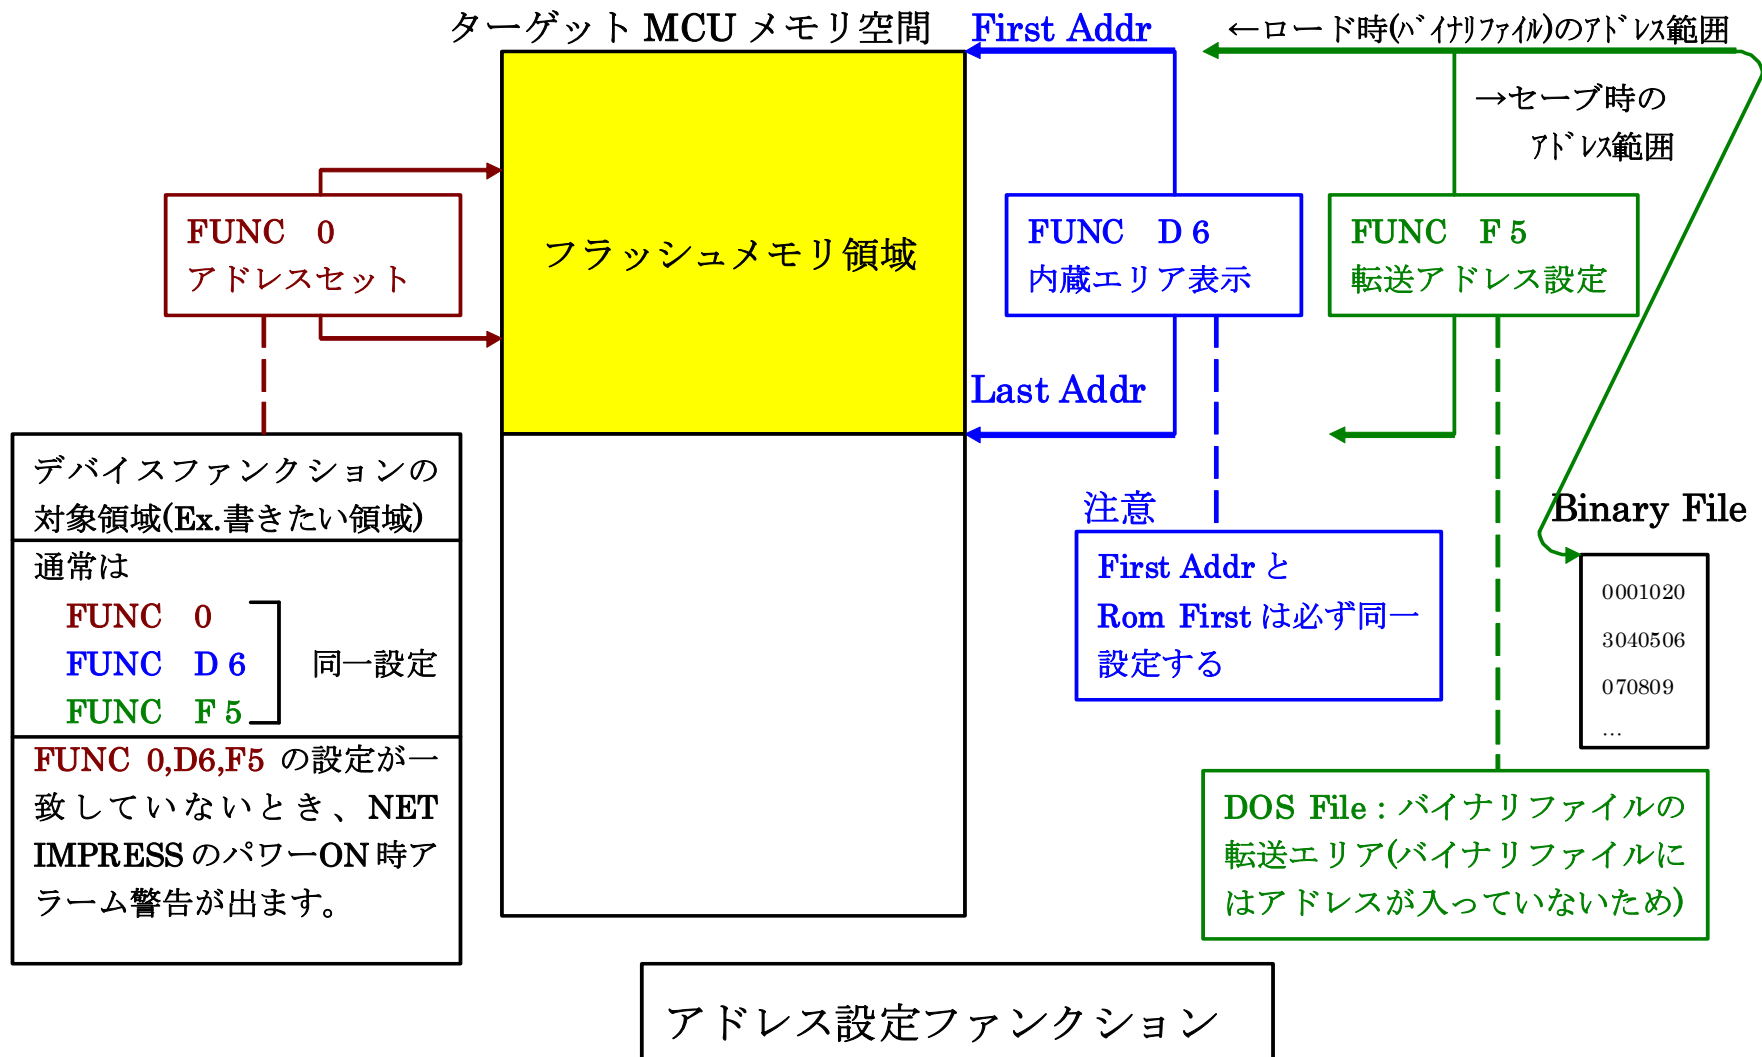 ターゲット MCU メモリ空間
First Addr
←ロード時(ﾊﾞｲﾅﾘﾌｧｲﾙ)のｱﾄﾞﾚｽ範囲
→セーブ時の
ｱﾄﾞﾚｽ範囲
FUNC 0
アドレスセット
フラッシュメモリ領域
FUNC D 6
内蔵エリア表示
FUNC F 5
転送アドレス設定
Last Addr
デバイスファンクションの
対象領域(Ex.書きたい領域)
通常は
FUNC 0
FUNC D 6
FUNC F 5
同一設定
FUNC 0,D6,F5 の設定が一
致していないとき、NET
IMPRESS のパワーON 時ア
ラーム警告が出ます。
注意
First Addr と
Rom First は必ず同一
設定する
Binary File
0001020
3040506
070809
…
DOS File : バイナリファイルの
転送エリア(バイナリファイルに
はアドレスが入っていないため)
アドレス設定ファンクション